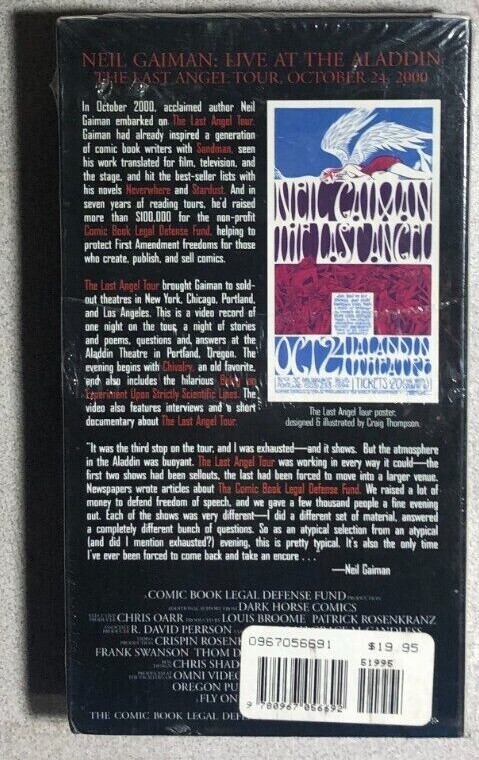 NEIL GAIMAN: LIVE AT THE ALADDIN
THE LAST ANGEL TOUR, OCTOBER 24, 2000
In October 2000, acclaimed author Neil
Gaiman embarked on The Last Angel Tour.
Gaiman had already inspired a generation
of comic book writers with Sandman, seen
his work translated for film, television, and
the stage, and hit the best-seller lists with
his novels Neverwhere and Stardust. And in
seven years of reading tours, he'd raised
more than $100,000 for the non-profit
Comic Book Legal Defense Fund, helping to
protect First Amendment freedoms for those
who create, publish, and sell comics.
The Last Angel Tour brought Gaiman to sold-
out theatres in New York, Chicago, Portland,
and Los Angeles. This is a video record of
one night on the tour, a night of stories
and poems, questions, and answers at the
Aladdin Theatre in Portland, Oregon. The
evening begins with Chivalry, an old favorite,
and also includes the hilarious Being an
Experiment Upon Strictly Scientific Lines. The
video also features interviews and a short
documentary about The Last Angel Tour.
NEIL GAIMAN
THE LAST ANGEL
OCT 24 ALADDIN
THEATRE
TICKETS $20
The Last Angel Tour poster,
designed & illustrated by Craig Thompson.
"It was the third stop on the tour, and I was exhausted—and it shows. But the atmosphere
in the Aladdin was buoyant. The Last Angel Tour was working in every way it could—the
first two shows had been sellouts, the last had been forced to move into a larger venue.
Newspapers wrote articles about The Comic Book Legal Defense Fund. We raised a lot of
money to defend freedom of speech, and we gave a few thousand people a fine evening
out. Each of the shows was very different—I did a different set of material, answered
a completely different bunch of questions. So as an atypical selection from an atypical
(and did I mention exhausted?) evening, this is pretty typical. It's also the only time
I've ever been forced to come back and take an encore . . .
—Neil Gaiman
A COMIC BOOK LEGAL DEFENSE FUND PRODUCTION
ADDITIONAL SUPPORT FROM DARK HORSE COMICS
CHRIS OARR PRODUCED BY LOUIS BROOME PATRICK ROSENKRANZ
R. DAVID PERRSON
CRISPIN ROSEN
FRANK SWANSON THOM D
CHRIS SHAD
OMNI VIDEO
OREGON PU
A FLY ON
THE COMIC BOOK LEGAL DEF
0967056691 $19.95
51995
9 780967 056692